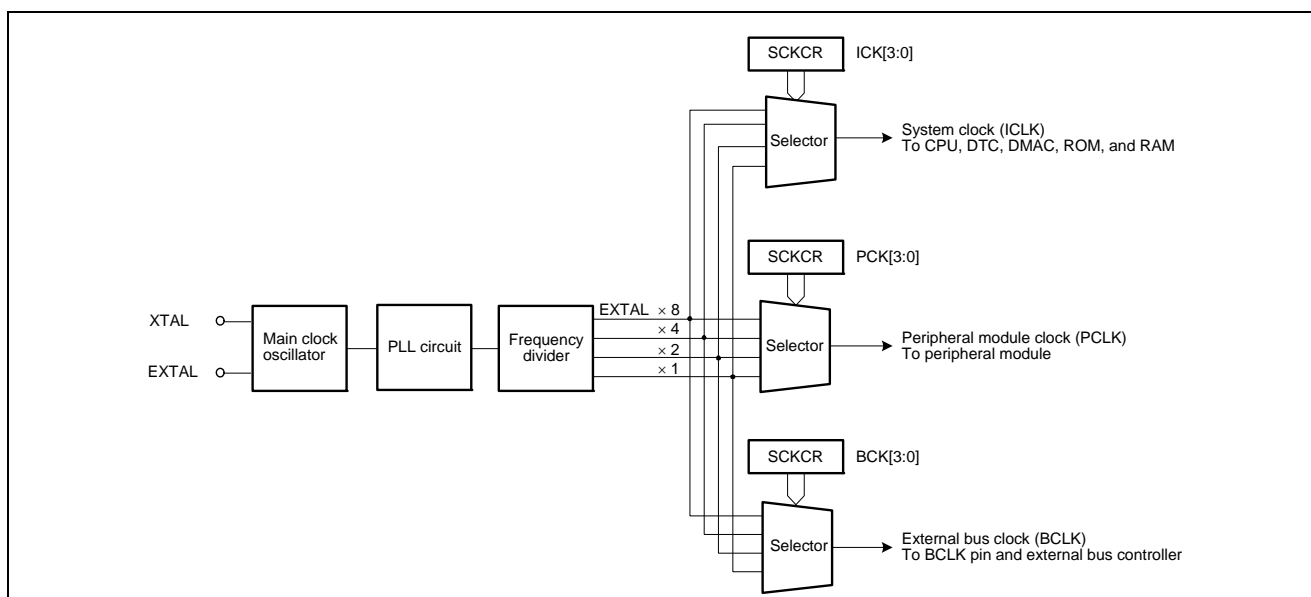 SCKCR ICK[3:0]
Selector
System clock (ICLK)
To CPU, DTC, DMAC, ROM, and RAM
SCKCR PCK[3:0]
XTAL
EXTAL
Main clock
oscillator
PLL circuit
Frequency
divider
EXTAL × 8
× 4
× 2
× 1
Selector
Peripheral module clock (PCLK)
To peripheral module
SCKCR BCK[3:0]
Selector
External bus clock (BCLK)
To BCLK pin and external bus controller